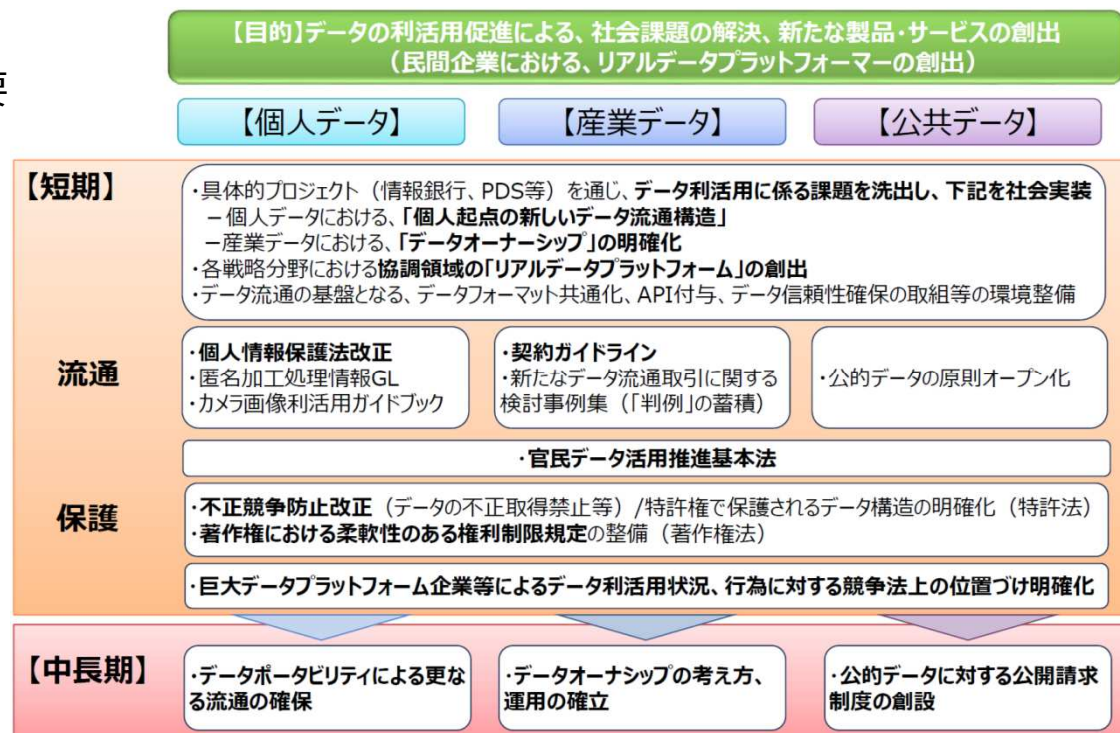 【目的】データの利活用促進による、社会課題の解決、新たな製品・サービスの創出
（民間企業における、リアルデータプラットフォーマーの創出）
要
【個人データ】
【産業データ】
【公共データ】
【短期】
・具体的プロジェクト（情報銀行、PDS等）を通じ、データ利活用に係る課題を洗出し、下記を社会実装
－個人データにおける、「個人起点の新しいデータ流通構造」
－産業データにおける、「データオーナーシップ」の明確化
・各戦略分野における協調領域の「リアルデータプラットフォーム」の創出
・データ流通の基盤となる、データフォーマット共通化、API付与、データ信頼性確保の取組等の環境整備
流通
・個人情報保護法改正
・匿名加工処理情報GL
・カメラ画像利活用ガイドブック
・契約ガイドライン
・新たなデータ流通取引に関する
検討事例集（「判例」の蓄積）
・公的データの原則オープン化
・官民データ活用推進基本法
保護
・不正競争防止改正（データの不正取得禁止等）/特許権で保護されるデータ構造の明確化（特許法）
・著作権における柔軟性のある権利制限規定の整備（著作権法）
・巨大データプラットフォーム企業等によるデータ利活用状況、行為に対する競争法上の位置づけ明確化
【中長期】
・データポータビリティによる更な
る流通の確保
・データオーナシップの考え方、
運用の確立
・公的データに対する公開請求
制度の創設